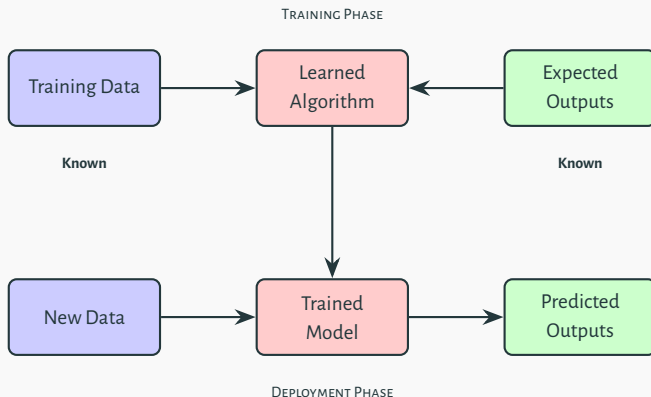 Training Phase
Training Data
Learned
Algorithm
Expected
Outputs
Known
Known
New Data
Trained
Model
Predicted
Outputs
Deployment Phase